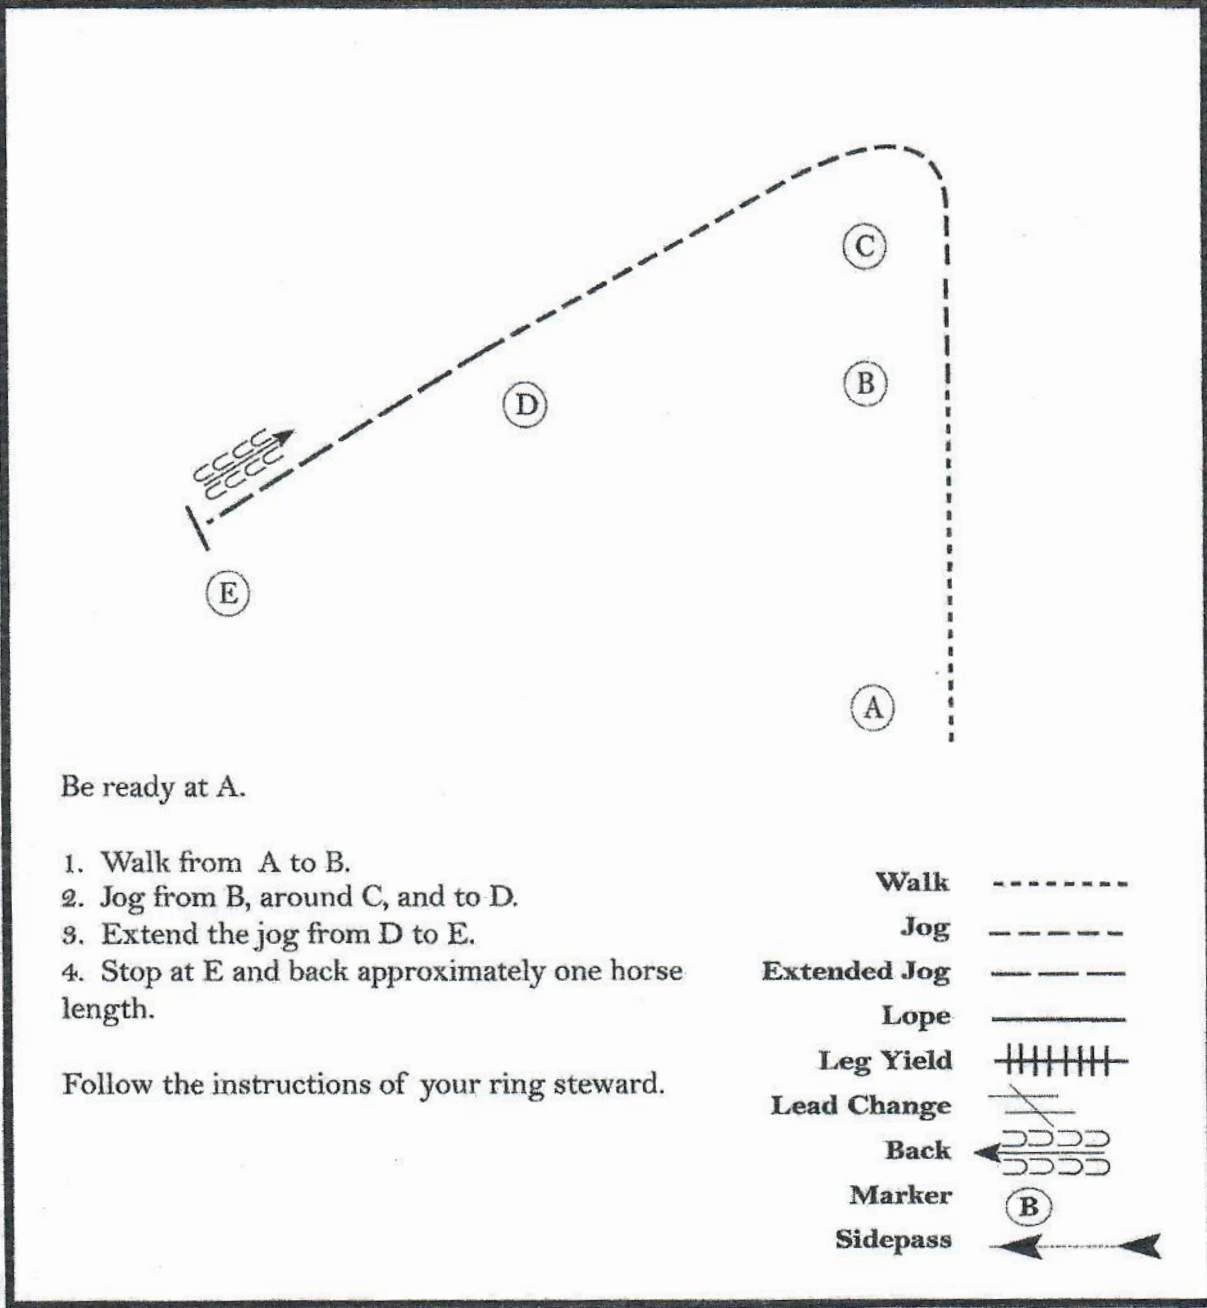 C
B
D
E
A
Be ready at A.
1. Walk from A to B.
2. Jog from B, around C, and to D.
3. Extend the jog from D to E.
4. Stop at E and back approximately one horse
length.
Follow the instructions of your ring steward.
Walk
Jog
Extended Jog
Lope
Leg Yield
Lead Change
Back
Marker B
Sidepass